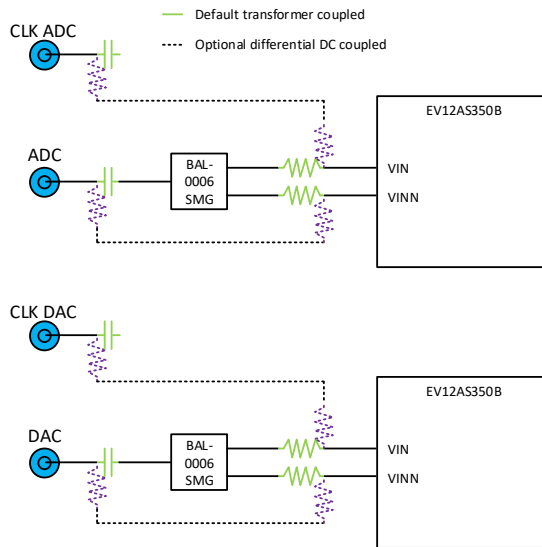 Default transformer coupled
CLK ADC
Optional differential DC coupled
EV12AS350B
ADC
BAL-
0006
SMG
VIN
VINN
CLK DAC
EV12AS350B
DAC
BAL-
0006
SMG
VIN
VINN